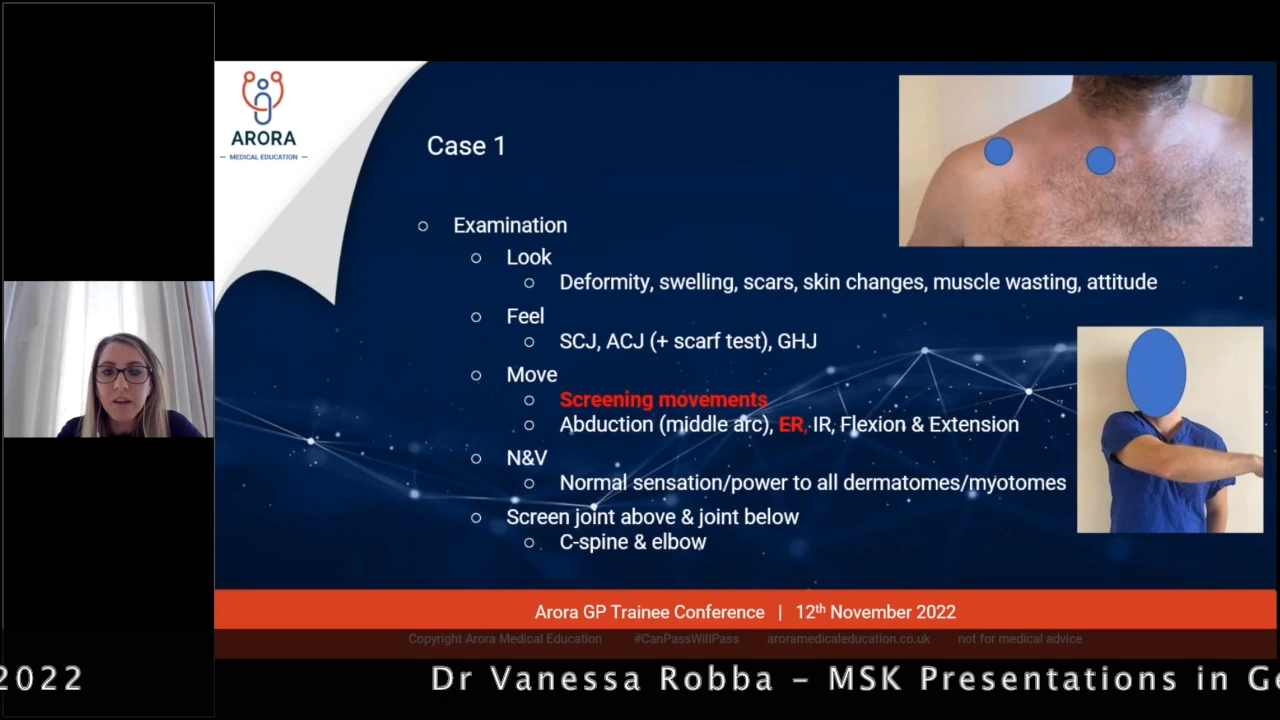 ARORA
MEDICAL EDUCATION
Case 1
Examination
Look
Deformity, swelling, scars, skin changes, muscle wasting, attitude
Feel
SCJ, ACJ (+ scarf test), GHJ
Move
Screening movements
Abduction (middle arc), ER, IR, Flexion & Extension
N&V
Normal sensation/power to all dermatomes/myotomes
Screen joint above & joint below
C-spine & elbow
Arora GP Trainee Conference | 12th November 2022
Copyright Arora Medical Education #CanPassWillPass aroramedicaleducation.co.uk not for medical advice
2022 Dr Vanessa Robba – MSK Presentations in Ge